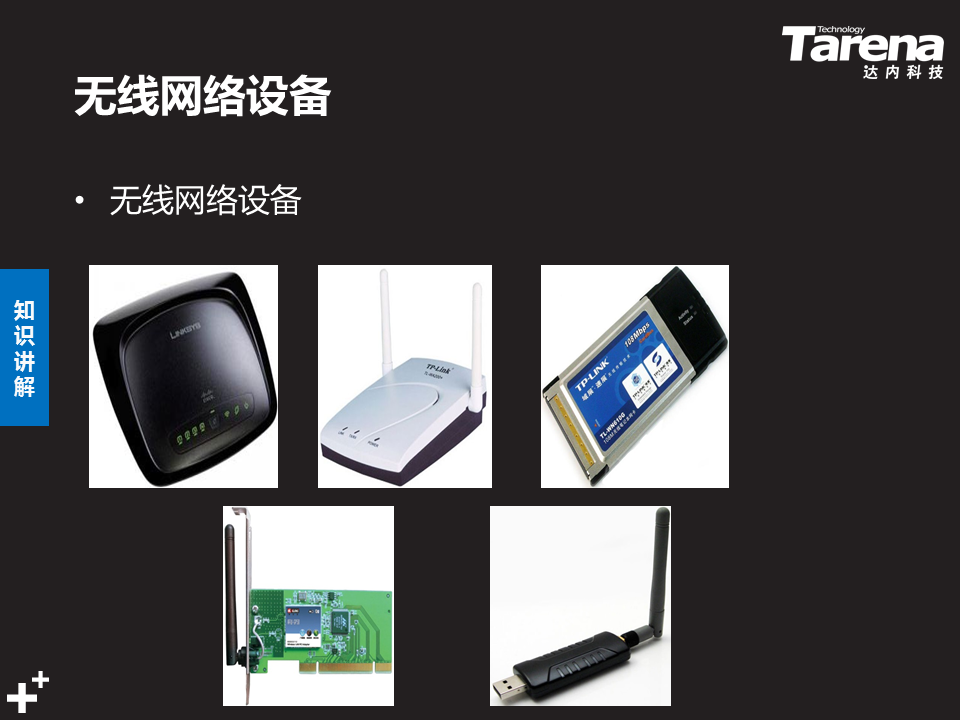 Technology
Tarena
达内科技
无线网络设备
• 无线网络设备
知识讲解
LINKSYS
TP-Link
108Mbps
TP-LINK
TL-WN610G